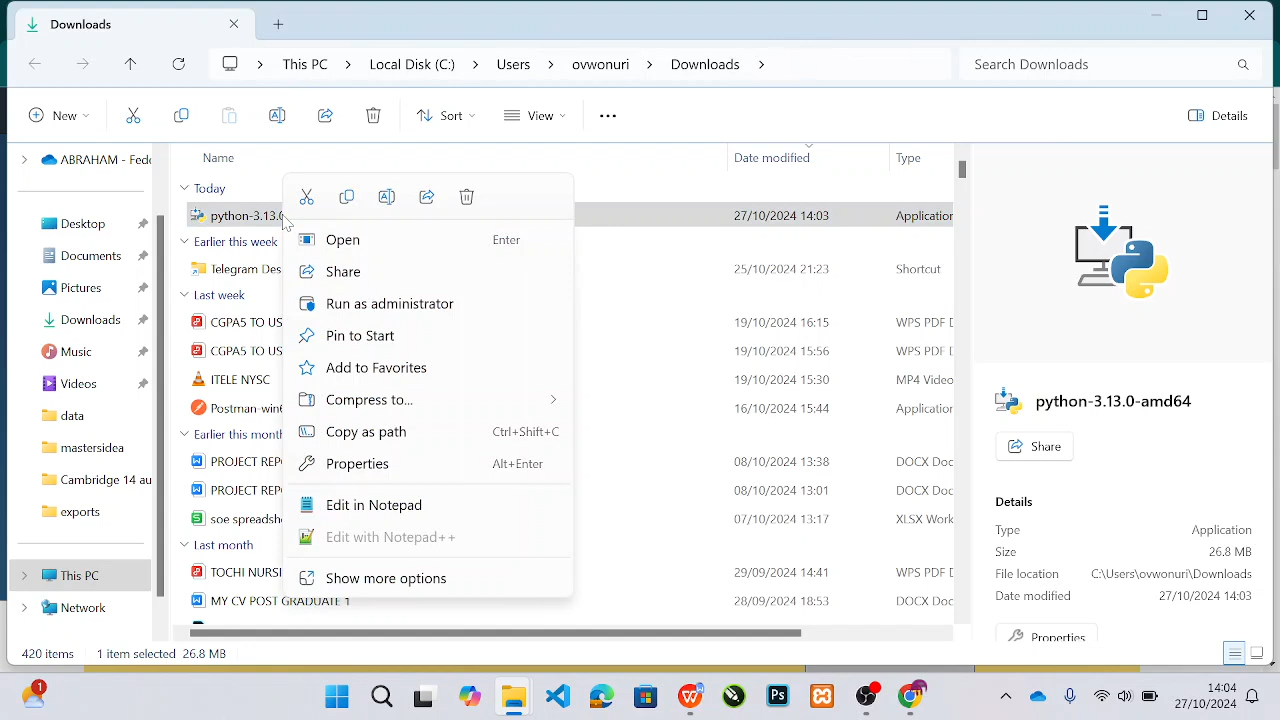 Downloads
This PC
Local Disk (C:)
Users
ovwonuri
Downloads
Search Downloads
New
Sort
View
Details
ABRAHAM - Fede
Desktop
Documents
Pictures
Downloads
Music
Videos
data
mastersidea
Cambridge 14 au
exports
This PC
Network
Name
Date modified
Type
Today
python-3.13.0
27/10/2024 14:03
Application
Earlier this week
Telegram Des
25/10/2024 21:23
Shortcut
Last week
CGPA5 TO US
19/10/2024 16:15
WPS PDF D
CGPA5 TO US
19/10/2024 15:56
WPS PDF D
ITELE NYSC
19/10/2024 15:30
MP4 Video
Postman-win6
16/10/2024 15:44
Application
Earlier this month
PROJECT REP
08/10/2024 13:38
DOCX Doc
PROJECT REP
08/10/2024 13:01
DOCX Doc
soe spreadshe
07/10/2024 13:17
XLSX Work
Last month
TOCHI NURSI
29/09/2024 14:41
WPS PDF D
MY CV POST GRADUATE 1
28/09/2024 18:53
DOCX Doc
Open
Enter
Share
Run as administrator
Pin to Start
Add to Favorites
Compress to...
Copy as path
Ctrl+Shift+C
Properties
Alt+Enter
Edit in Notepad
Edit with Notepad++
Show more options
python-3.13.0-amd64
Share
Details
Type
Application
Size
26.8 MB
File location
C:\Users\ovwonuri\Downloads
Date modified
27/10/2024 14:03
Properties
420 items
1 item selected 26.8 MB
1
Ps
14:04
27/10/2024